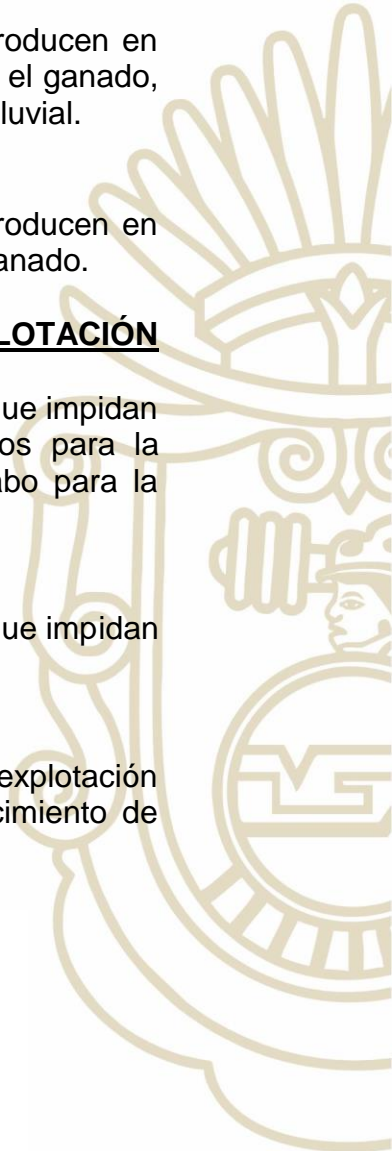 roducen en
el ganado,
luvial.
roducen en
anado.
LOTACIÓN
ue impidan
os para la
abo para la
ue impidan
explotación
cimiento de